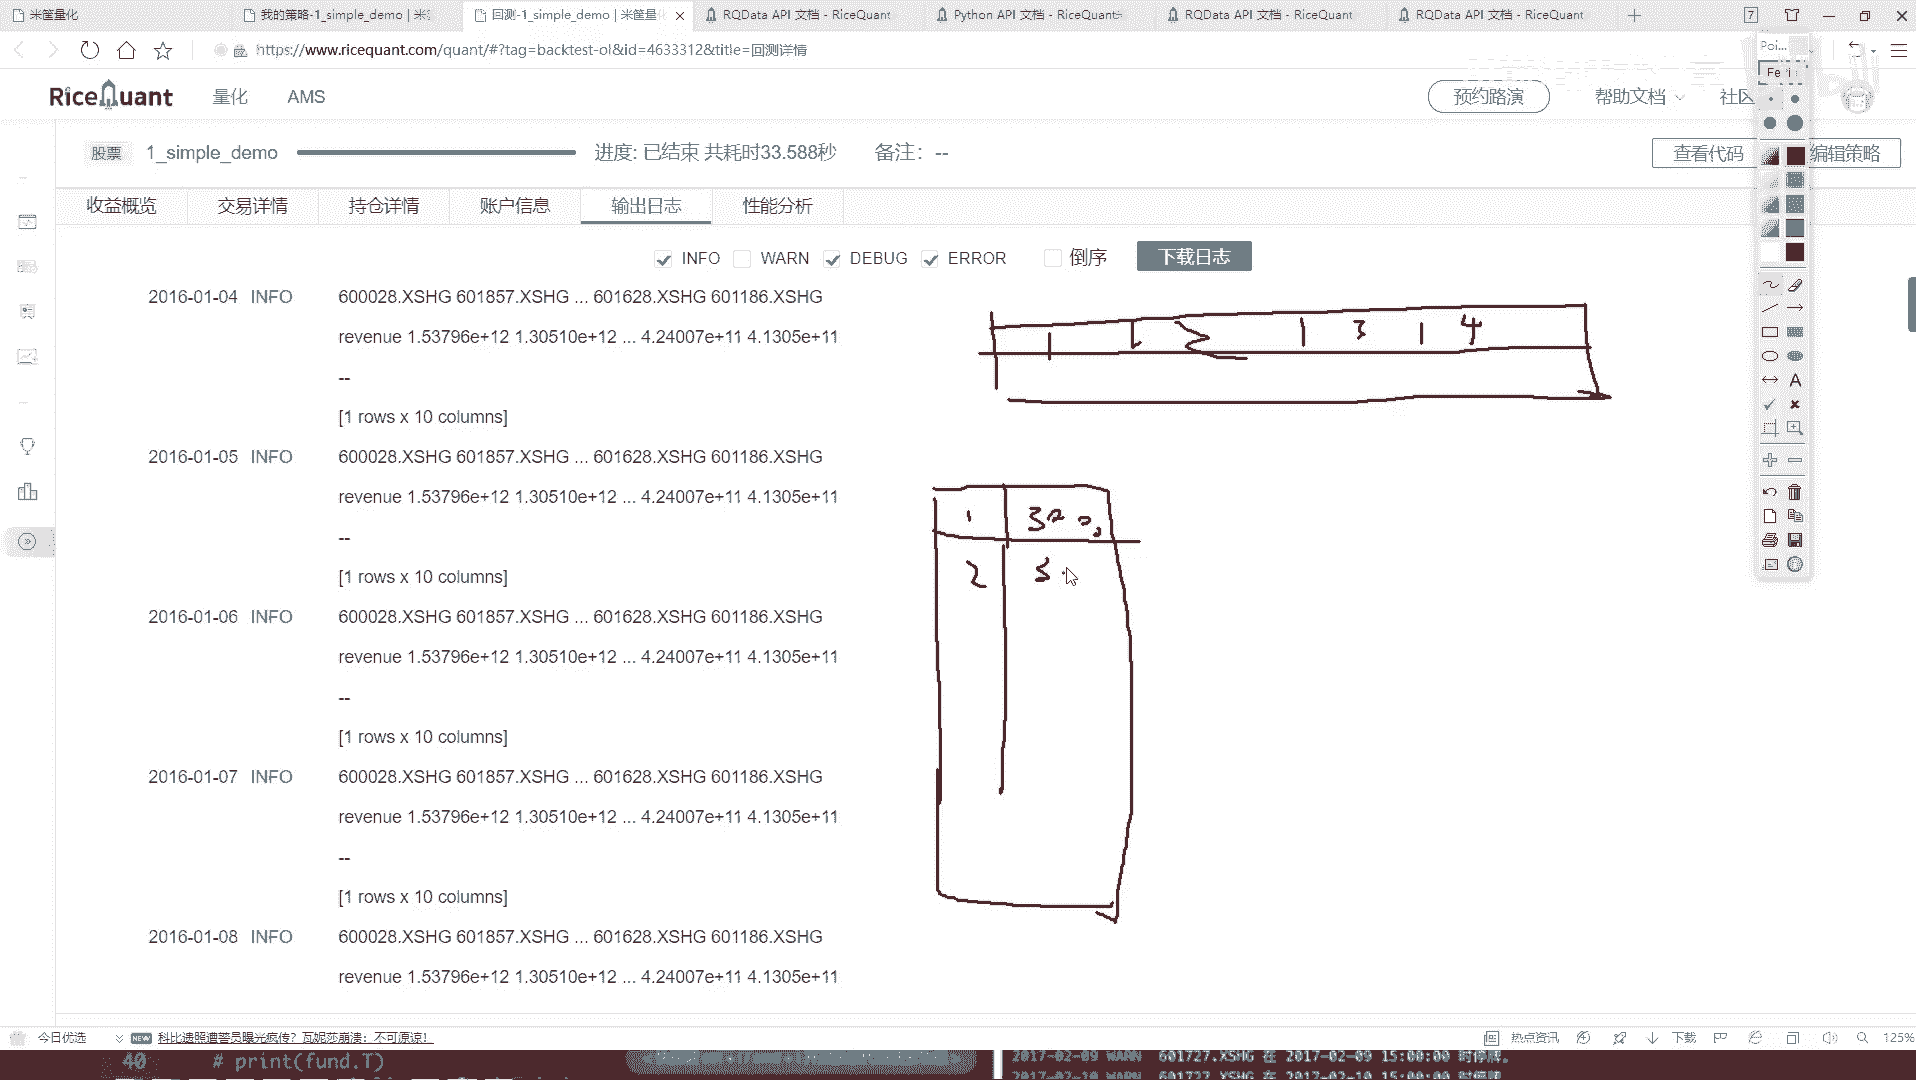 米筐量化
我的策略-1_simple_demo | 米筐
回测-1_simple_demo | 米筐量化
RQData API 文档 - RiceQuant
Python API 文档 - RiceQuant
RQData API 文档 - RiceQuant
RQData API 文档 - RiceQuant
7
https://www.ricequant.com/quant/#?tag=backtest-ol&id=4633312&title=回测详情
RiceQuant 量化 AMS 预约路演 帮助文档 社区
股票 1_simple_demo 进度: 已结束 共耗时33.588秒 备注: -- 查看代码 编辑策略
收益概览 交易详情 持仓详情 账户信息 输出日志 性能分析
INFO WARN DEBUG ERROR 倒序 下载日志
2016-01-04 INFO 600028.XSHG 601857.XSHG ... 601628.XSHG 601186.XSHG
revenue 1.53796e+12 1.30510e+12 ... 4.24007e+11 4.1305e+11
--
[1 rows x 10 columns]
2016-01-05 INFO 600028.XSHG 601857.XSHG ... 601628.XSHG 601186.XSHG
revenue 1.53796e+12 1.30510e+12 ... 4.24007e+11 4.1305e+11
--
[1 rows x 10 columns]
2016-01-06 INFO 600028.XSHG 601857.XSHG ... 601628.XSHG 601186.XSHG
revenue 1.53796e+12 1.30510e+12 ... 4.24007e+11 4.1305e+11
--
[1 rows x 10 columns]
2016-01-07 INFO 600028.XSHG 601857.XSHG ... 601628.XSHG 601186.XSHG
revenue 1.53796e+12 1.30510e+12 ... 4.24007e+11 4.1305e+11
--
[1 rows x 10 columns]
2016-01-08 INFO 600028.XSHG 601857.XSHG ... 601628.XSHG 601186.XSHG
revenue 1.53796e+12 1.30510e+12 ... 4.24007e+11 4.1305e+11
3 4
1
2
Poi...
A
今日优选 NEW 科比遗照遭警员曝光疯传？瓦妮莎崩溃：不可原谅！ 热点资讯 下载 125%
40 # print(fund.T)
2017-02-09 WARN 601727.XSHG 在 2017-02-09 15:00:00 时停牌。
2017-02-10 WARN 601727.XSHG 在 2017-02-10 15:00:00 时停牌。